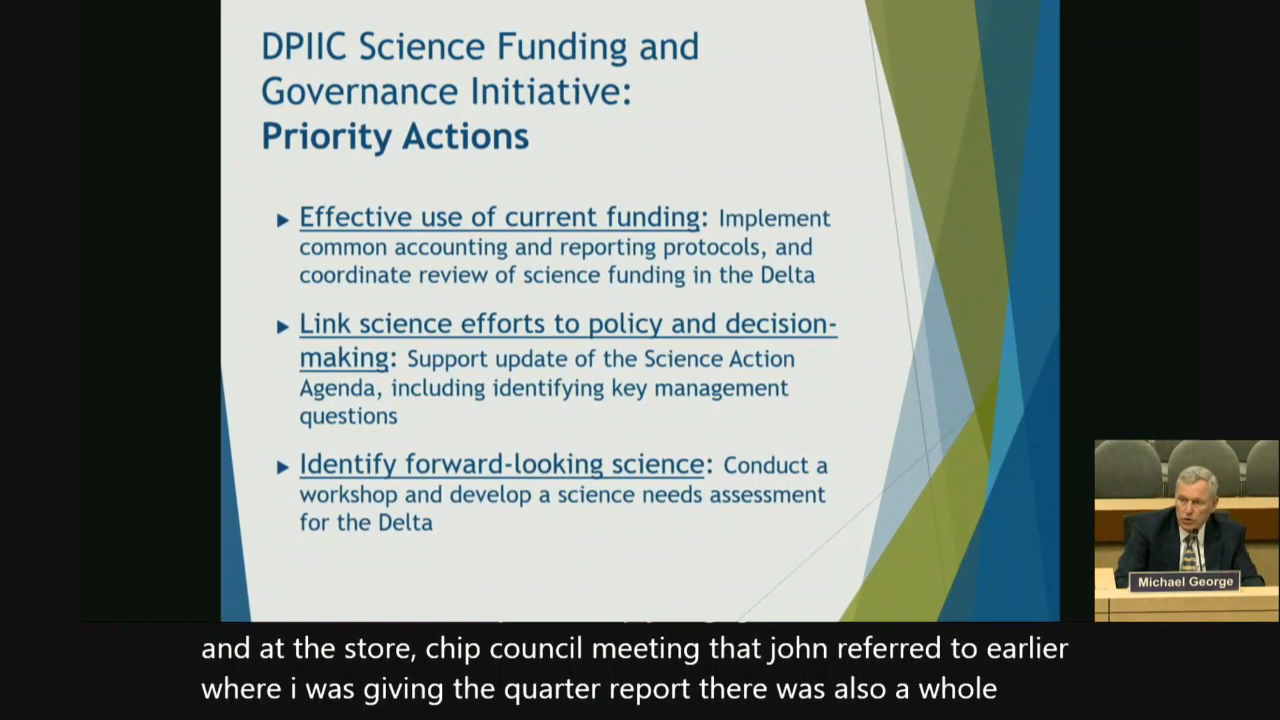 DPIIC Science Funding and
Governance Initiative:
Priority Actions
Effective use of current funding: Implement
common accounting and reporting protocols, and
coordinate review of science funding in the Delta
Link science efforts to policy and decision-
making: Support update of the Science Action
Agenda, including identifying key management
questions
Identify forward-looking science: Conduct a
workshop and develop a science needs assessment
for the Delta
Michael George
and at the store, chip council meeting that john referred to earlier
where i was giving the quarter report there was also a whole